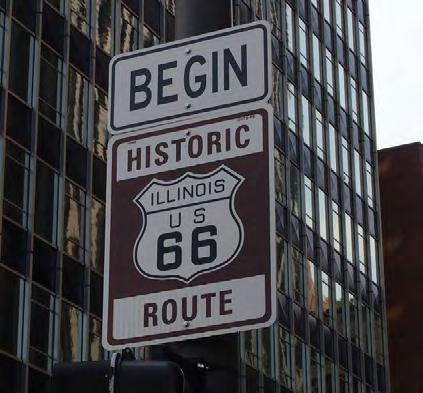 BEGIN
HISTORIC
ILLINOIS
U S
66
ROUTE